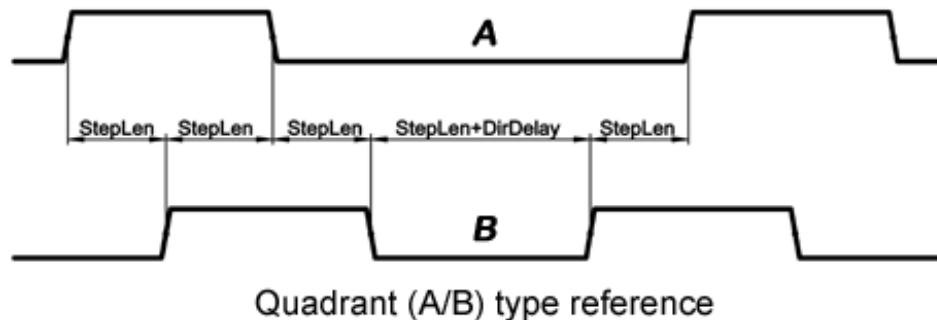 A
StepLen StepLen StepLen StepLen+DirDelay StepLen
B
Quadrant (A/B) type reference